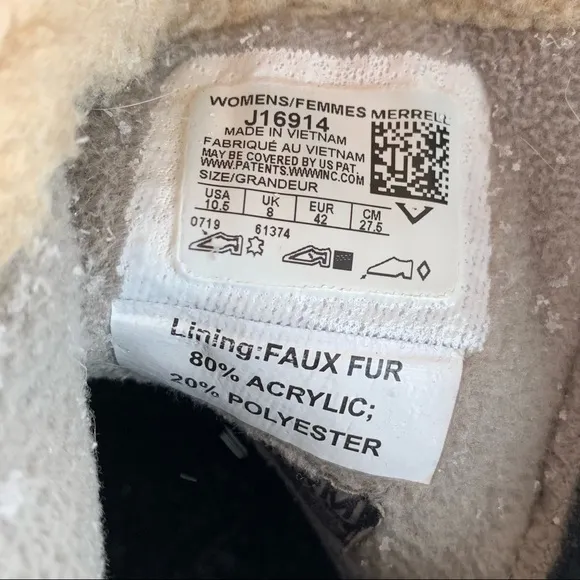 WOMENS/FEMMES MERRELL
J16914
MADE IN VIETNAM
FABRIQUÉ AU VIETNAM
MAY BE COVERED BY US PAT.
WWW.PATENTS.WWWINC.COM
SIZE/GRANDEUR
USA UK EUR CM
10.5 8 42 27.5
0719 61374
Lining:FAUX FUR
80% ACRYLIC;
20% POLYESTER